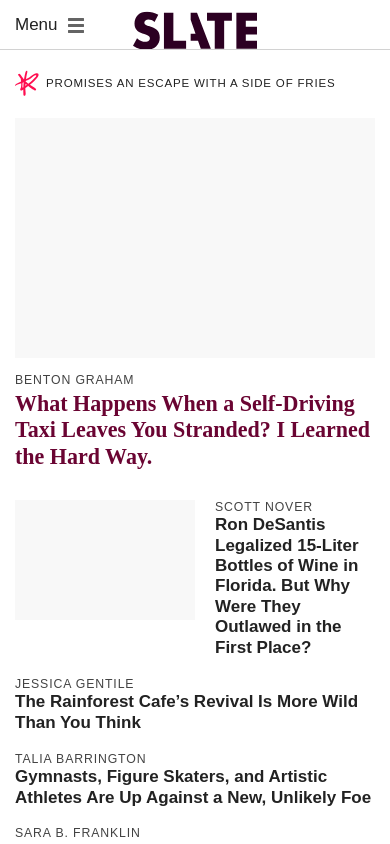 Menu
SLATE
PROMISES AN ESCAPE WITH A SIDE OF FRIES
BENTON GRAHAM
What Happens When a Self-Driving
Taxi Leaves You Stranded? I Learned
the Hard Way.
SCOTT NOVER
Ron DeSantis
Legalized 15-Liter
Bottles of Wine in
Florida. But Why
Were They
Outlawed in the
First Place?
JESSICA GENTILE
The Rainforest Cafe’s Revival Is More Wild
Than You Think
TALIA BARRINGTON
Gymnasts, Figure Skaters, and Artistic
Athletes Are Up Against a New, Unlikely Foe
SARA B. FRANKLIN